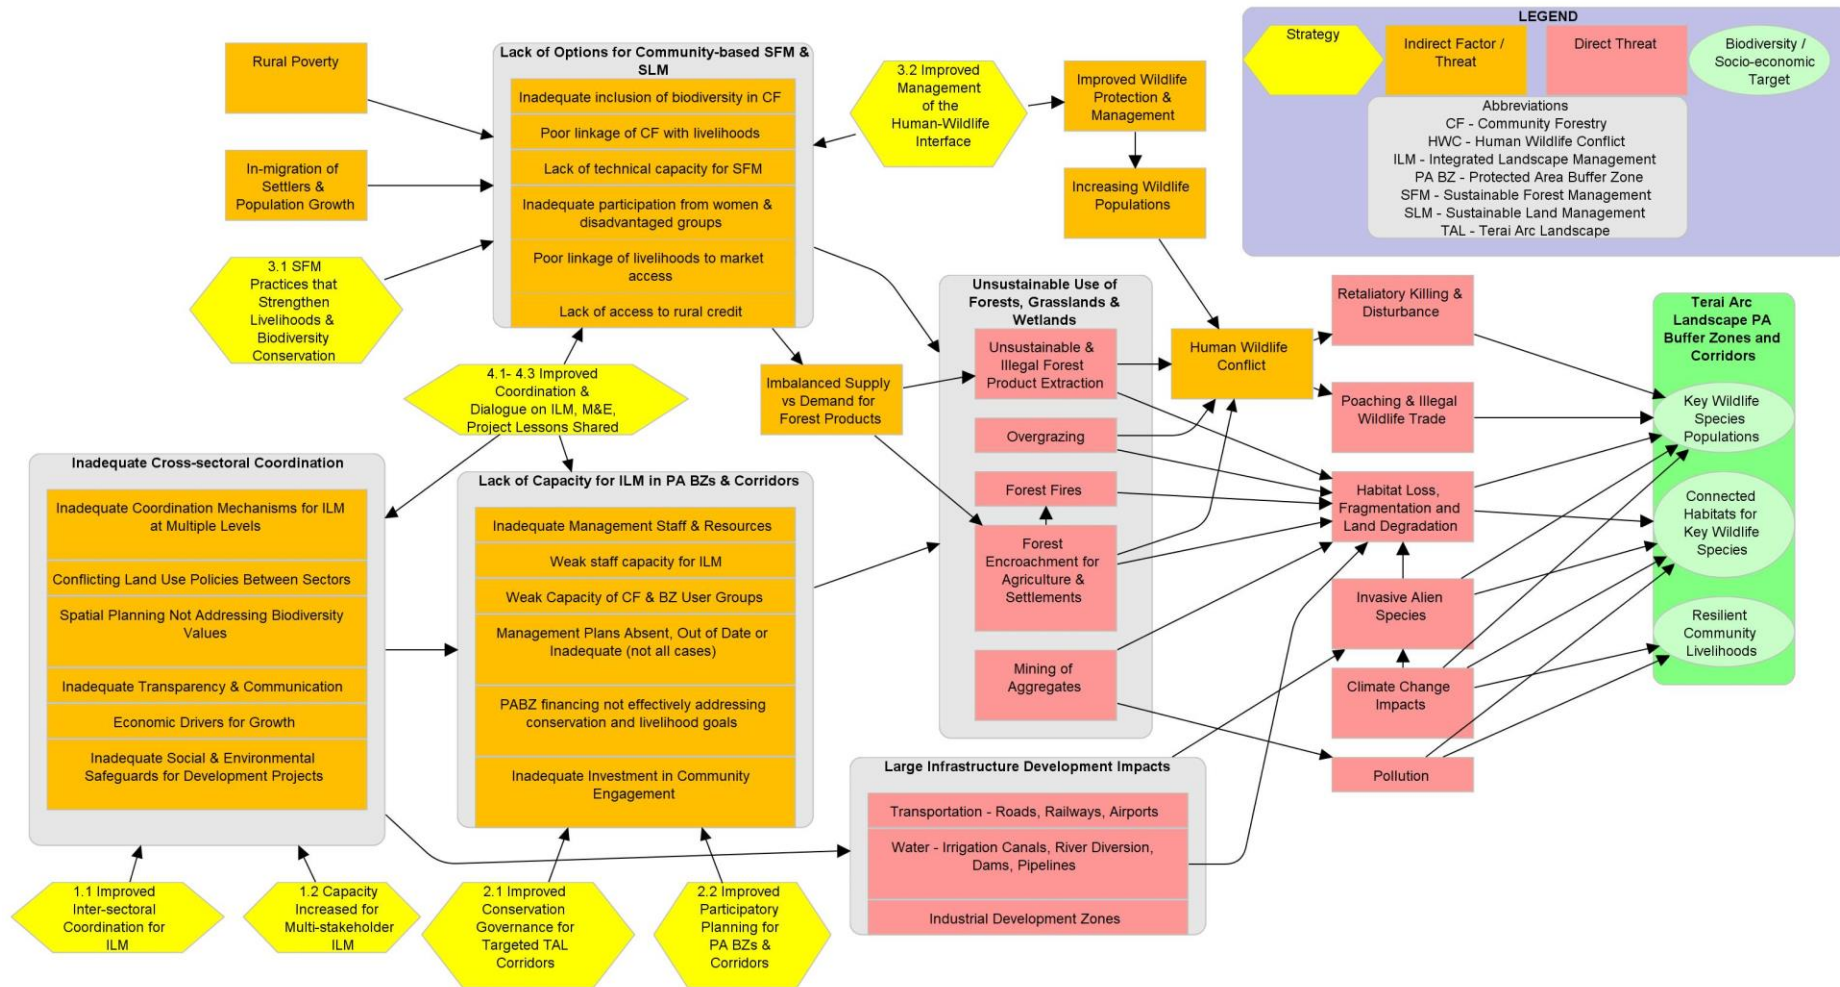 LEGEND
Strategy
Indirect Factor /
Threat
Direct Threat
Biodiversity /
Socio-economic
Target
Abbreviations
CF - Community Forestry
HWC - Human Wildlife Conflict
ILM - Integrated Landscape Management
PA BZ - Protected Area Buffer Zone
SFM - Sustainable Forest Management
SLM - Sustainable Land Management
TAL - Terai Arc Landscape
Rural Poverty
In-migration of
Settlers &
Population Growth
3.1 SFM
Practices that
Strengthen
Livelihoods &
Biodiversity
Conservation
Lack of Options for Community-based SFM &
SLM
Inadequate inclusion of biodiversity in CF
Poor linkage of CF with livelihoods
Lack of technical capacity for SFM
Inadequate participation from women &
disadvantaged groups
Poor linkage of livelihoods to market
access
Lack of access to rural credit
3.2 Improved
Management
of the
Human-Wildlife
Interface
Improved Wildlife
Protection &
Management
Increasing Wildlife
Populations
4.1- 4.3 Improved
Coordination &
Dialogue on ILM, M&E,
Project Lessons Shared
Imbalanced Supply
vs Demand for
Forest Products
Unsustainable Use of
Forests, Grasslands &
Wetlands
Unsustainable &
Illegal Forest
Product Extraction
Overgrazing
Forest Fires
Forest
Encroachment for
Agriculture &
Settlements
Mining of
Aggregates
Human Wildlife
Conflict
Retaliatory Killing &
Disturbance
Poaching & Illegal
Wildlife Trade
Habitat Loss,
Fragmentation and
Land Degradation
Invasive Alien
Species
Climate Change
Impacts
Pollution
Terai Arc
Landscape PA
Buffer Zones and
Corridors
Key Wildlife
Species
Populations
Connected
Habitats for
Key Wildlife
Species
Resilient
Community
Livelihoods
Inadequate Cross-sectoral Coordination
Inadequate Coordination Mechanisms for ILM
at Multiple Levels
Conflicting Land Use Policies Between Sectors
Spatial Planning Not Addressing Biodiversity
Values
Inadequate Transparency & Communication
Economic Drivers for Growth
Inadequate Social & Environmental
Safeguards for Development Projects
Lack of Capacity for ILM in PA BZs & Corridors
Inadequate Management Staff & Resources
Weak staff capacity for ILM
Weak Capacity of CF & BZ User Groups
Management Plans Absent, Out of Date or
Inadequate (not all cases)
PABZ financing not effectively addressing
conservation and livelihood goals
Inadequate Investment in Community
Engagement
Large Infrastructure Development Impacts
Transportation - Roads, Railways, Airports
Water - Irrigation Canals, River Diversion,
Dams, Pipelines
Industrial Development Zones
1.1 Improved
Inter-sectoral
Coordination for
ILM
1.2 Capacity
Increased for
Multi-stakeholder
ILM
2.1 Improved
Conservation
Governance for
Targeted TAL
Corridors
2.2 Improved
Participatory
Planning for
PA BZs &
Corridors